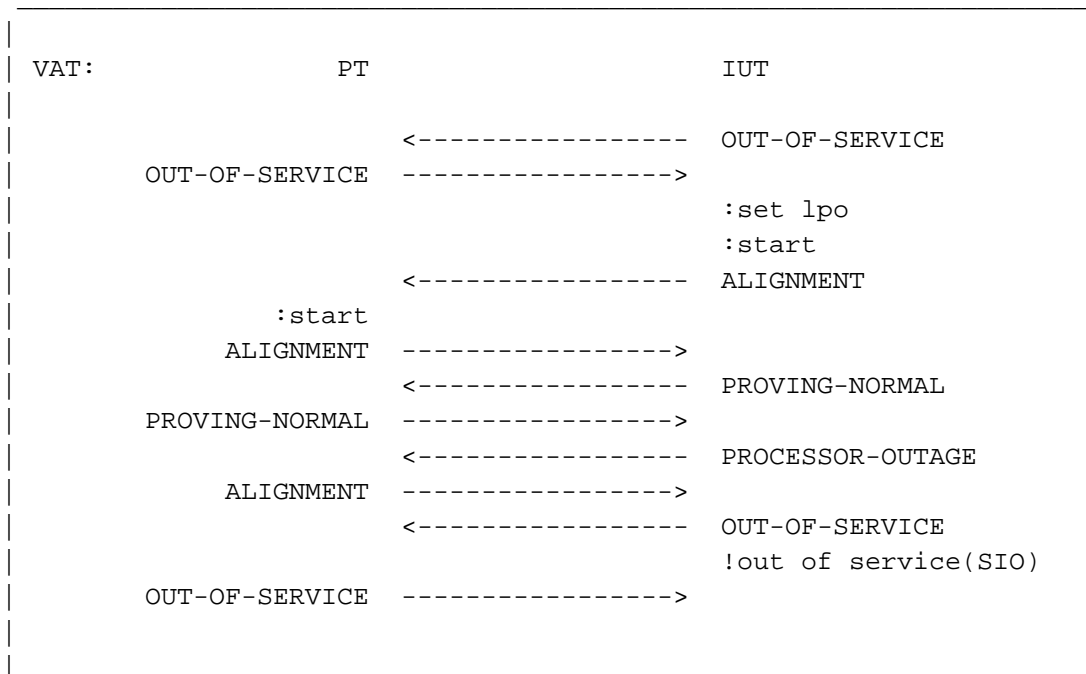 VAT: PT IUT
<----------------- OUT-OF-SERVICE
OUT-OF-SERVICE ----------------->
:set lpo
:start
<----------------- ALIGNMENT
:start
ALIGNMENT ----------------->
<----------------- PROVING-NORMAL
PROVING-NORMAL ----------------->
<----------------- PROCESSOR-OUTAGE
ALIGNMENT ----------------->
<----------------- OUT-OF-SERVICE
!out of service(SIO)
OUT-OF-SERVICE ----------------->